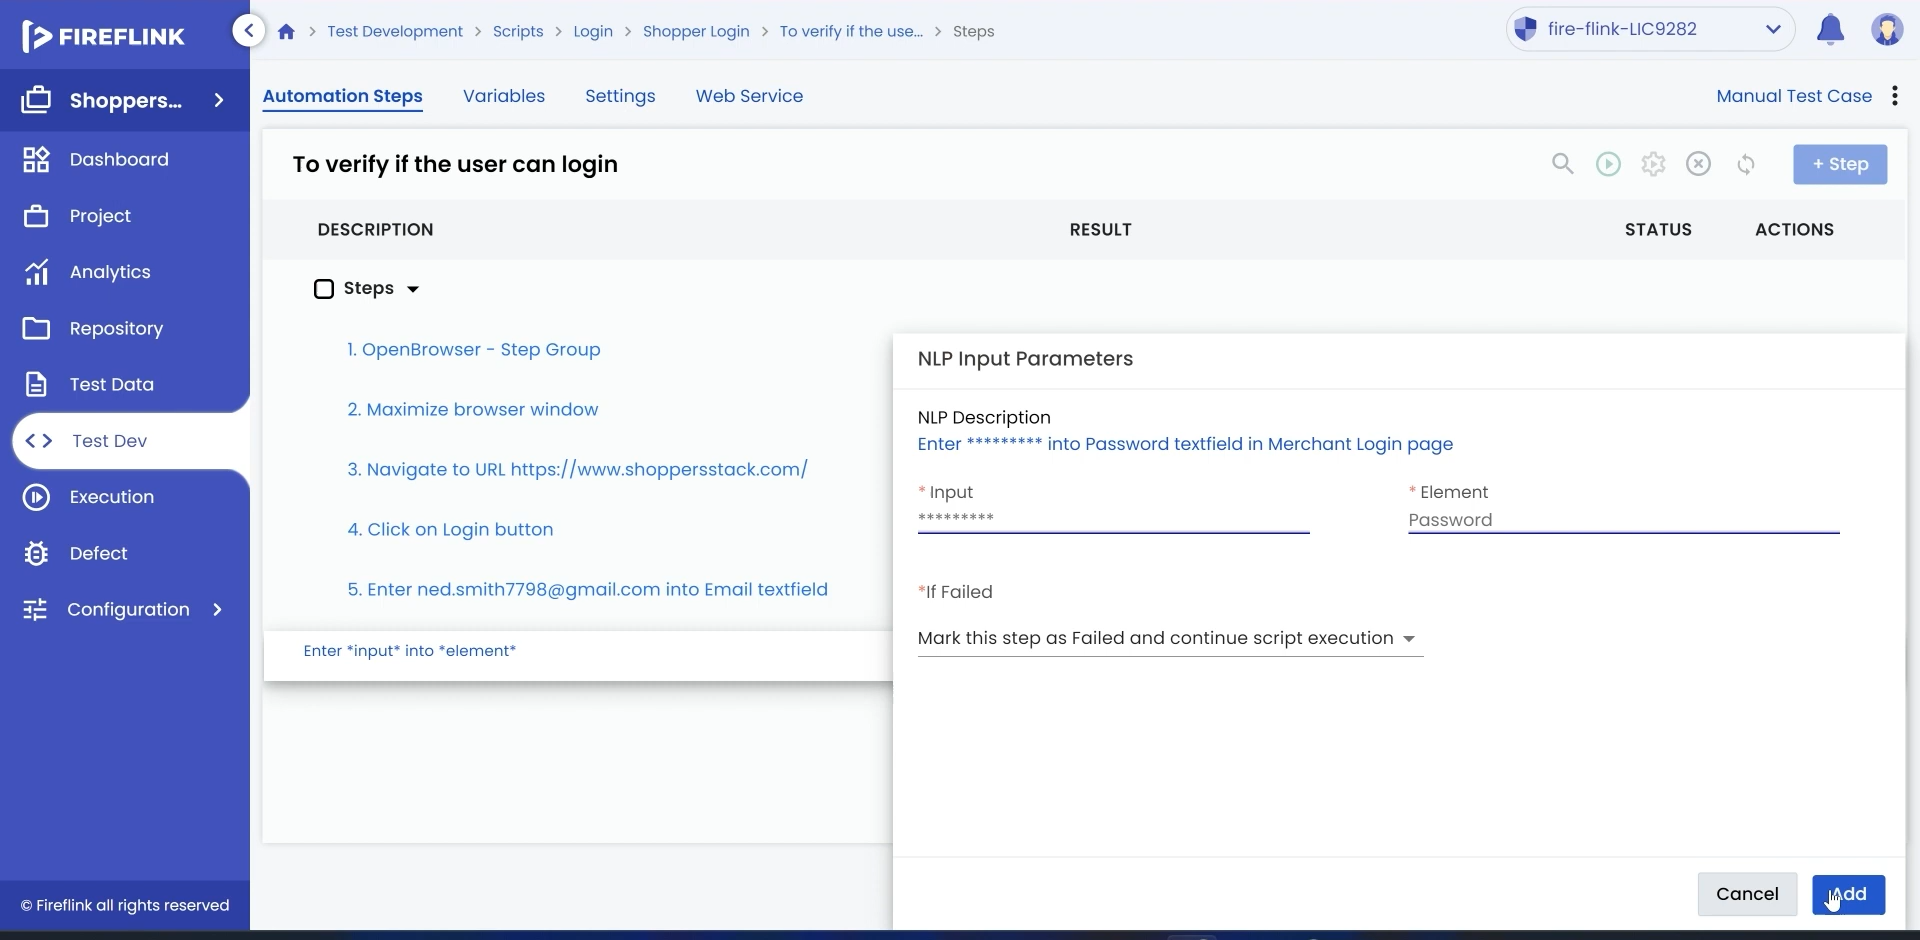 FIREFLINK
Test Development > Scripts > Login > Shopper Login > To verify if the use... > Steps
fire-flink-LIC9282
Shoppers...
Automation Steps Variables Settings Web Service
Manual Test Case
Dashboard
Project
Analytics
Repository
Test Data
Test Dev
Execution
Defect
Configuration
To verify if the user can login
+ Step
DESCRIPTION RESULT STATUS ACTIONS
Steps
1. OpenBrowser - Step Group
2. Maximize browser window
3. Navigate to URL https://www.shoppersstack.com/
4. Click on Login button
5. Enter ned.smith7798@gmail.com into Email textfield
Enter *input* into *element*
NLP Input Parameters
NLP Description
Enter ********* into Password textfield in Merchant Login page
* Input * Element
********* Password
*If Failed
Mark this step as Failed and continue script execution
Cancel Add
© Fireflink all rights reserved